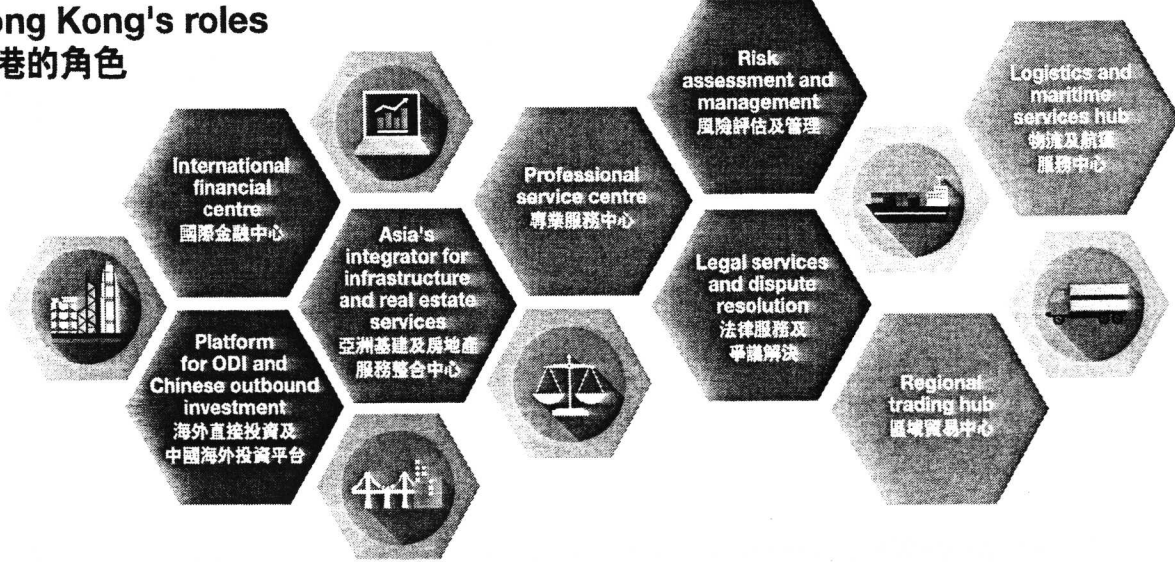 ong Kong's roles
港的角色
International
financial
centre
國際金融中心
Platform
for ODI and
Chinese outbound
investment
海外直接投資及
中國海外投資平台
Asia's
integrator for
infrastructure
and real estate
services
亞洲基建及房地產
服務整合中心
Professional
service centre
專業服務中心
Risk
assessment and
management
風險評估及管理
Legal services
and dispute
resolution
法律服務及
爭議解決
Logistics and
maritime
services hub
物流及航運
服務中心
Regional
trading hub
區域貿易中心